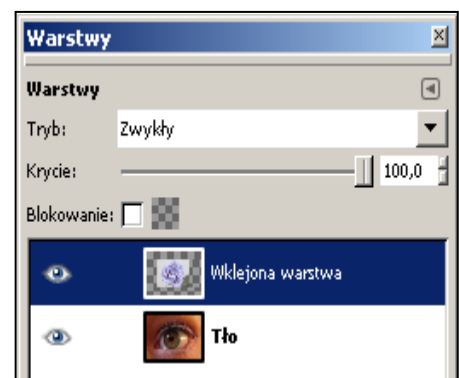 Warstwy
Warstwy
Tryb: Zwykły
Krycie: 100,0
Blokowanie:
Wklejona warstwa
Tło